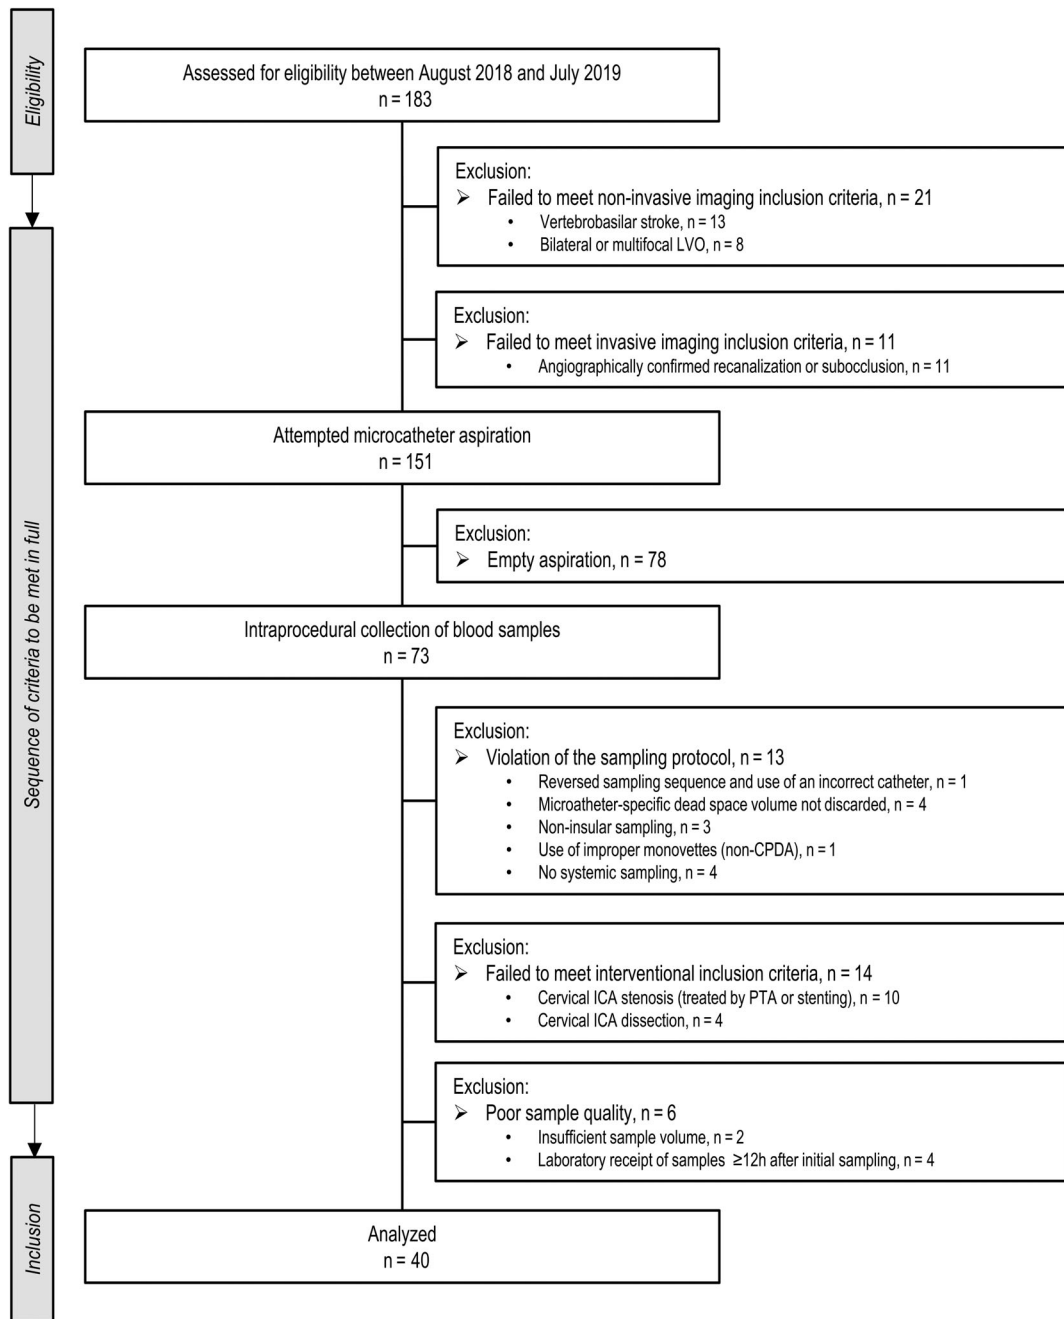 Eligibility
Assessed for eligibility between August 2018 and July 2019
n = 183
Exclusion:
➢ Failed to meet non-invasive imaging inclusion criteria, n = 21
• Vertebrobasilar stroke, n = 13
• Bilateral or multifocal LVO, n = 8
Exclusion:
➢ Failed to meet invasive imaging inclusion criteria, n = 11
• Angiographically confirmed recanalization or subocclusion, n = 11
Sequence of criteria to be met in full
Attempted microcatheter aspiration
n = 151
Exclusion:
➢ Empty aspiration, n = 78
Intraprocedural collection of blood samples
n = 73
Exclusion:
➢ Violation of the sampling protocol, n = 13
• Reversed sampling sequence and use of an incorrect catheter, n = 1
• Microatheter-specific dead space volume not discarded, n = 4
• Non-insular sampling, n = 3
• Use of improper monovettes (non-CPDA), n = 1
• No systemic sampling, n = 4
Exclusion:
➢ Failed to meet interventional inclusion criteria, n = 14
• Cervical ICA stenosis (treated by PTA or stenting), n = 10
• Cervical ICA dissection, n = 4
Exclusion:
➢ Poor sample quality, n = 6
• Insufficient sample volume, n = 2
• Laboratory receipt of samples ≥12h after initial sampling, n = 4
Inclusion
Analyzed
n = 40